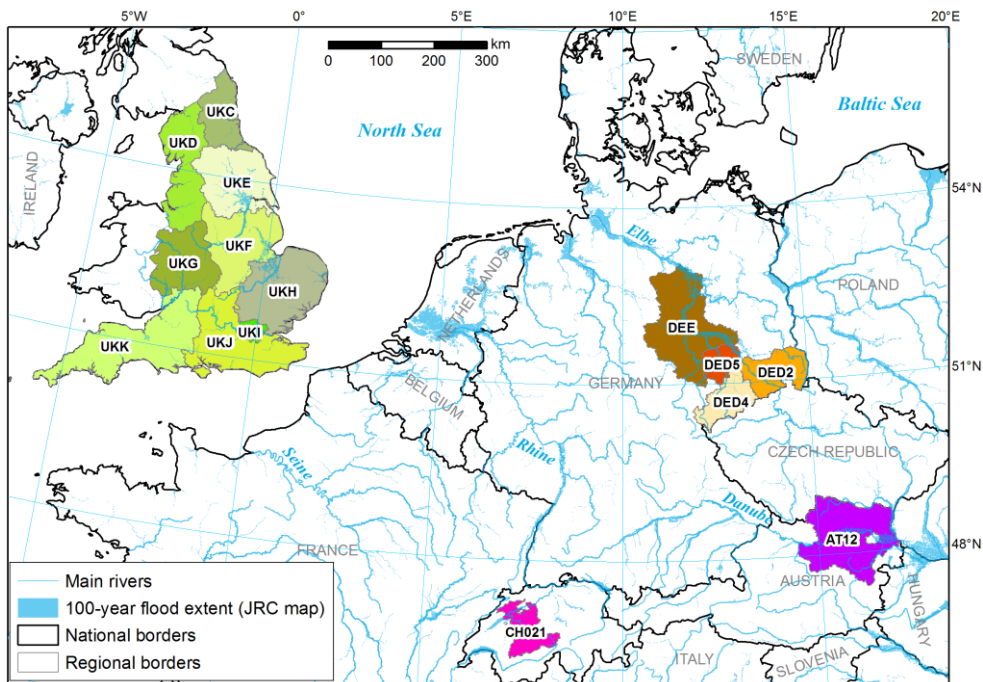 5°W
0°
5°E
10°E
15°E
20°E
km
0 100 200 300
SWEDEN
Baltic Sea
North Sea
UKC
UKD
IRELAND
UKE
54°N
Elbe
UKF
UKG
NETHERLANDS
POLAND
UKH
DEE
UKI
UKJ
UKK
DED5
DED2
51°N
BELGIUM
GERMANY
DED4
CZECH REPUBLIC
Seine
Rhine
Danube
AT12
48°N
FRANCE
AUSTRIA
HUNGARY
Main rivers
100-year flood extent (JRC map)
National borders
Regional borders
CH021
ITALY
SLOVENIA